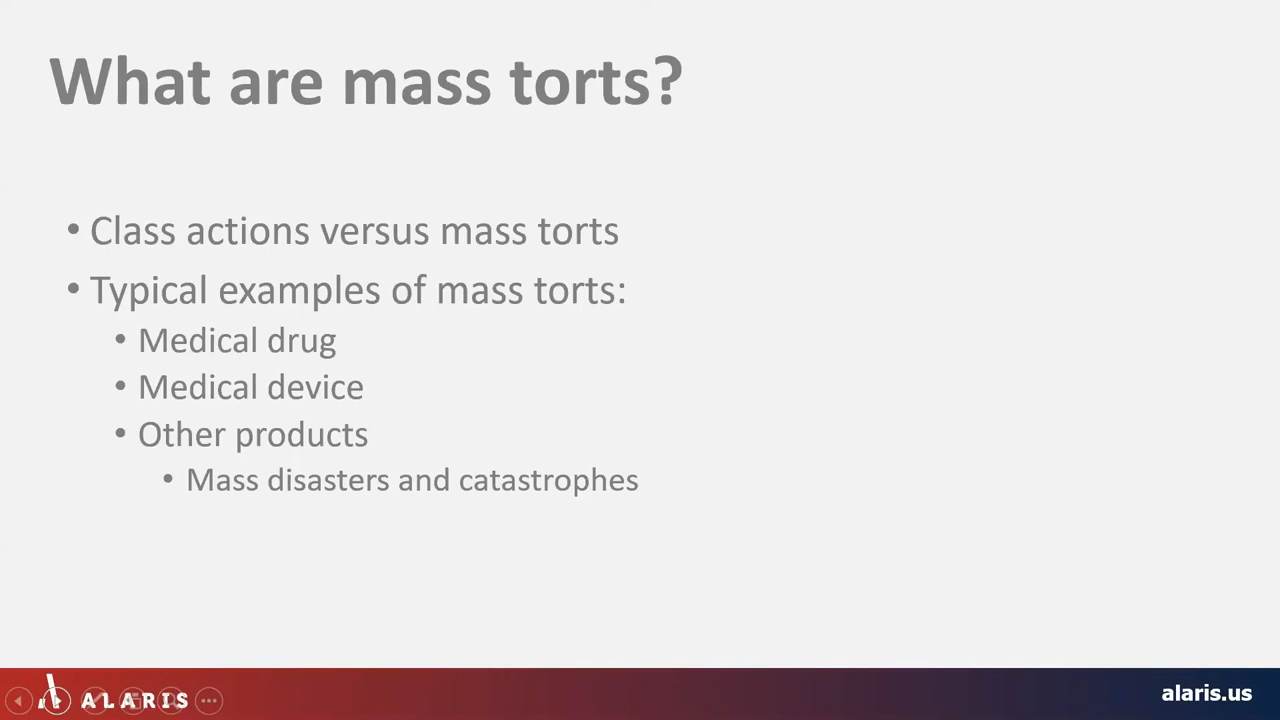 What are mass torts?
• Class actions versus mass torts
• Typical examples of mass torts:
• Medical drug
• Medical device
• Other products
• Mass disasters and catastrophes
ALARIS
alaris.us